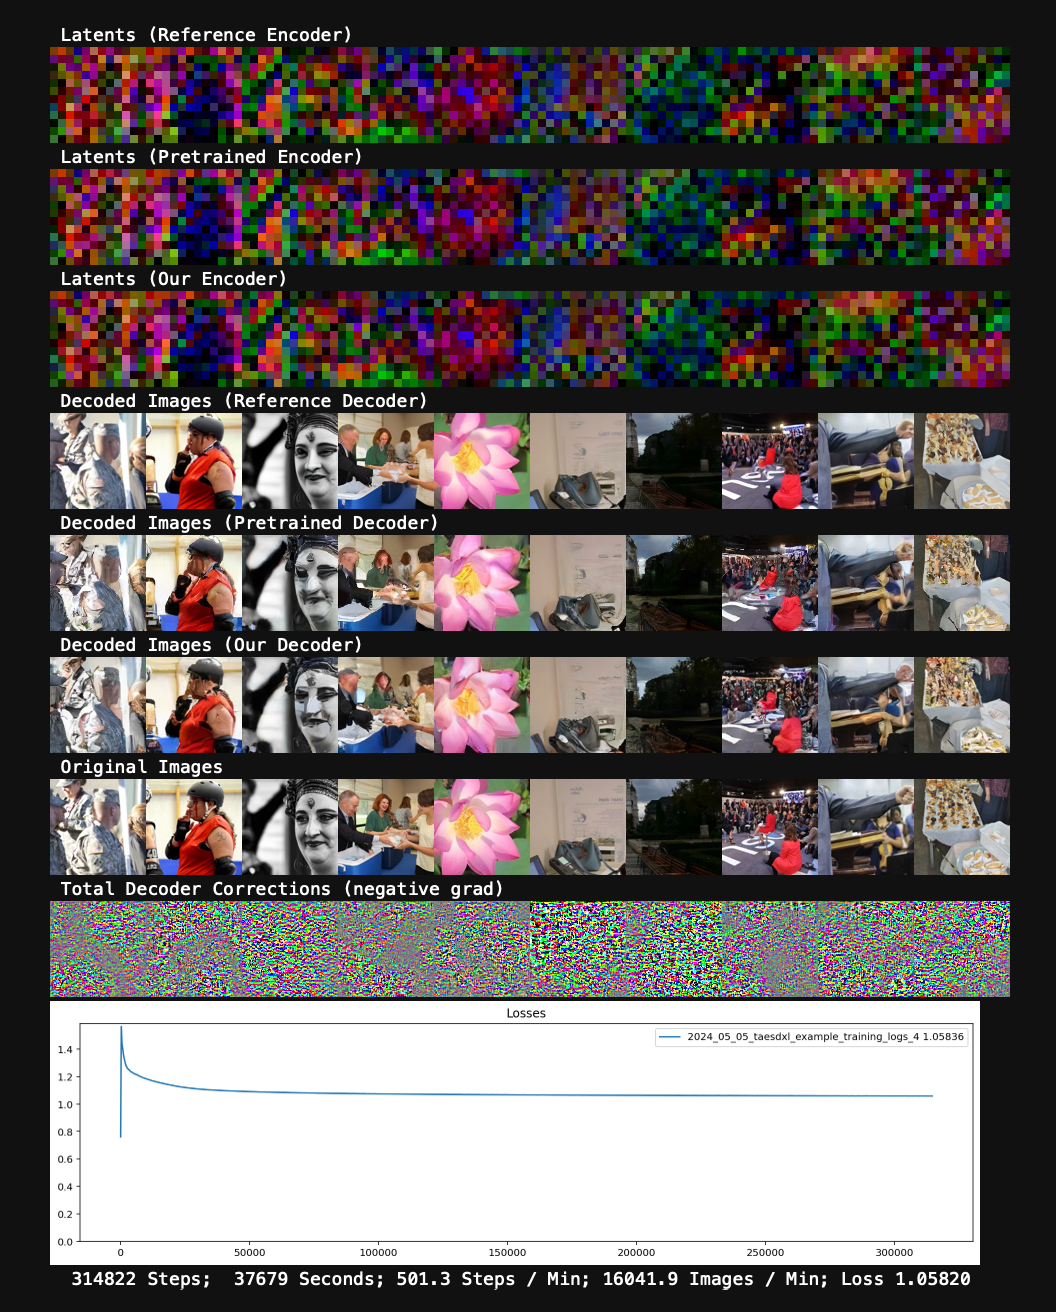 Latents (Reference Encoder)
Latents (Pretrained Encoder)
Latents (Our Encoder)
Decoded Images (Reference Decoder)
Decoded Images (Pretrained Decoder)
Decoded Images (Our Decoder)
Original Images
Total Decoder Corrections (negative grad)
Losses
2024_05_05_taesdxl_example_training_logs_4 1.05836
1.4
1.2
1.0
0.8
0.6
0.4
0.2
0.0
0 50000 100000 150000 200000 250000 300000
314822 Steps; 37679 Seconds; 501.3 Steps / Min; 16041.9 Images / Min; Loss 1.05820